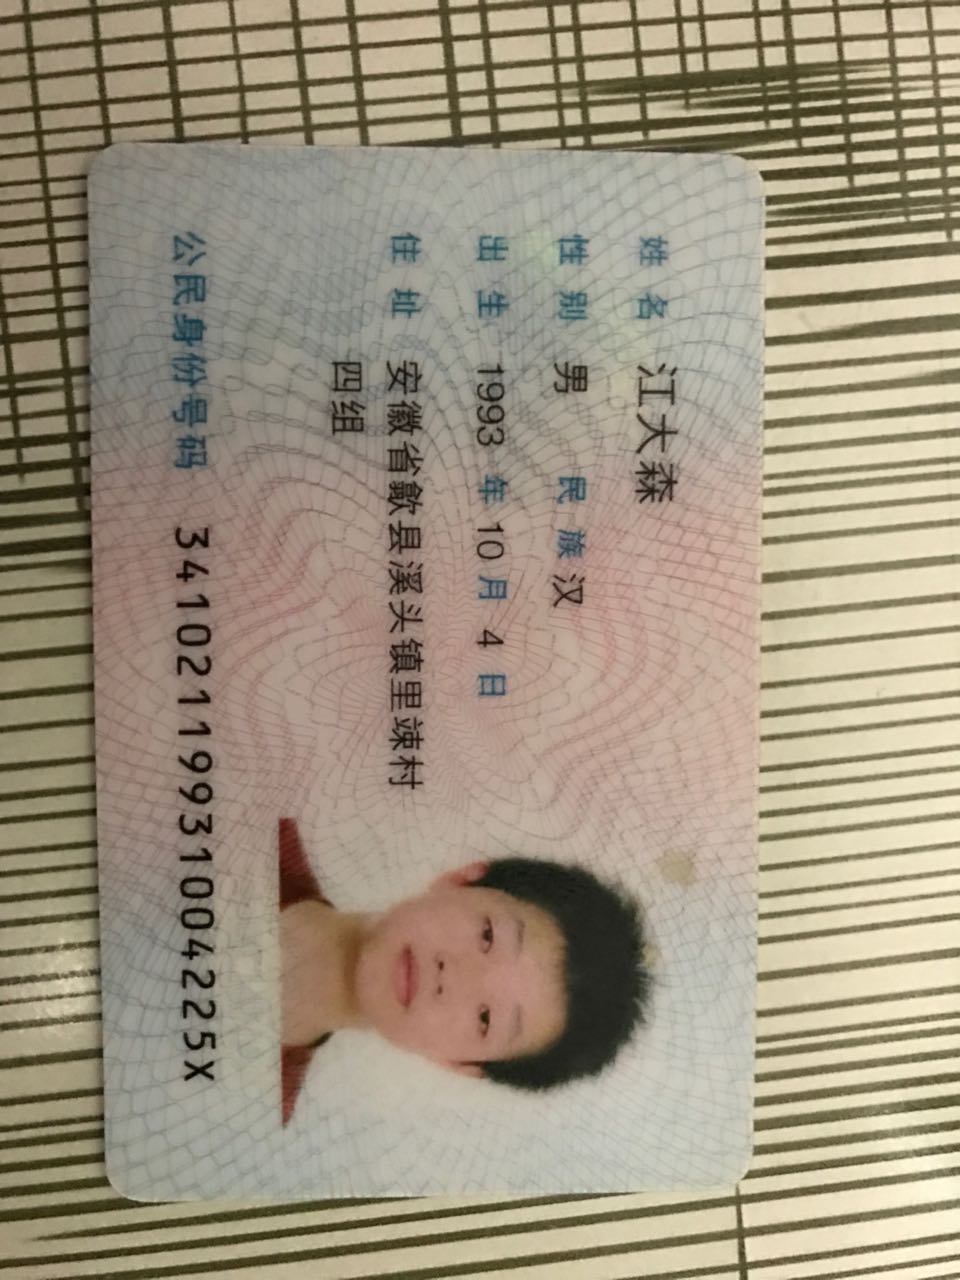 姓名 江大森
性别 男 民族 汉
出生 1993 年 10 月 4 日
住址 安徽省歙县溪头镇里竦村
四组
公民身份号码 34102119931004225X